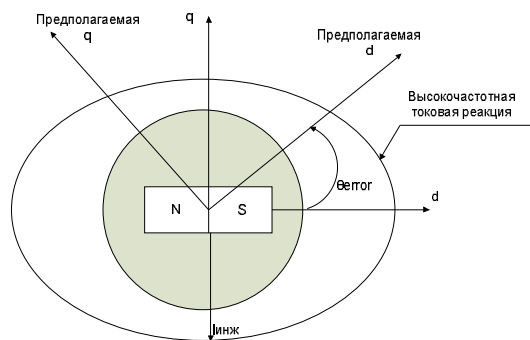 Предполагаемая
q
q
Предполагаемая
d
Высокочастотная
токовая реакция
θerror
N
S
d
Iинж